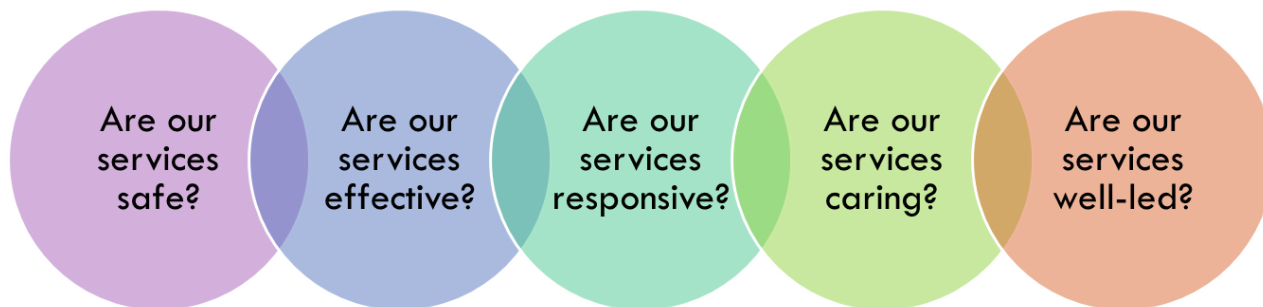 Are our
services
safe?
Are our
services
effective?
Are our
services
responsive?
Are our
services
caring?
Are our
services
well-led?